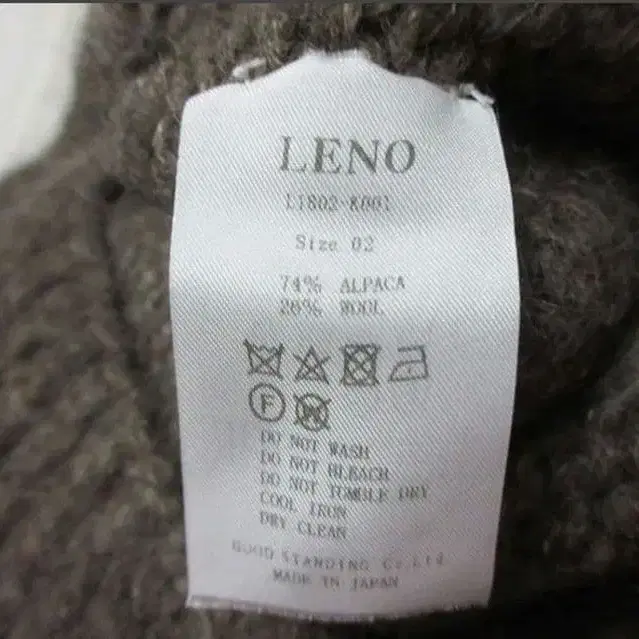 LENO
L1802-K001
Size 02
74% ALPACA
26% WOOL
F W
DO NOT WASH
DO NOT BLEACH
DO NOT TUMBLE DRY
COOL IRON
DRY CLEAN
GOOD STANDING Co.,Ltd.
MADE IN JAPAN